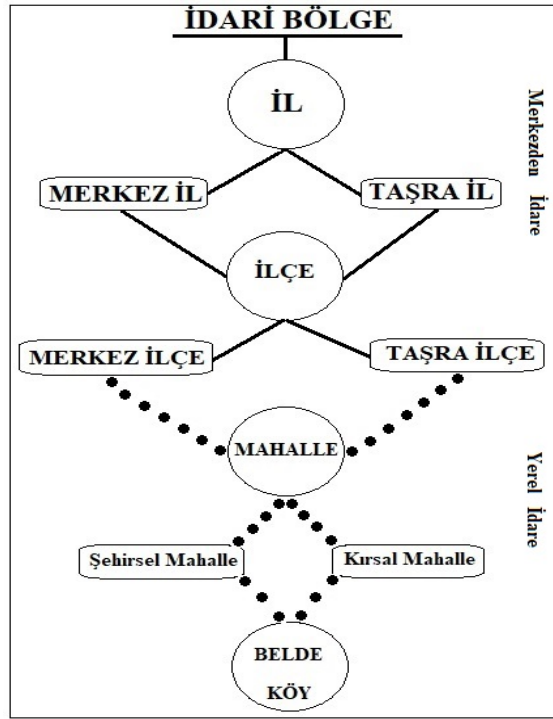 İDARİ BÖLGE
İL
MERKEZ İL
TAŞRA İL
Merkezden İdare
İLÇE
MERKEZ İLÇE
TAŞRA İLÇE
MAHALLE
Yerel İdare
Şehirsel Mahalle
Kırsal Mahalle
BELDE
KÖY